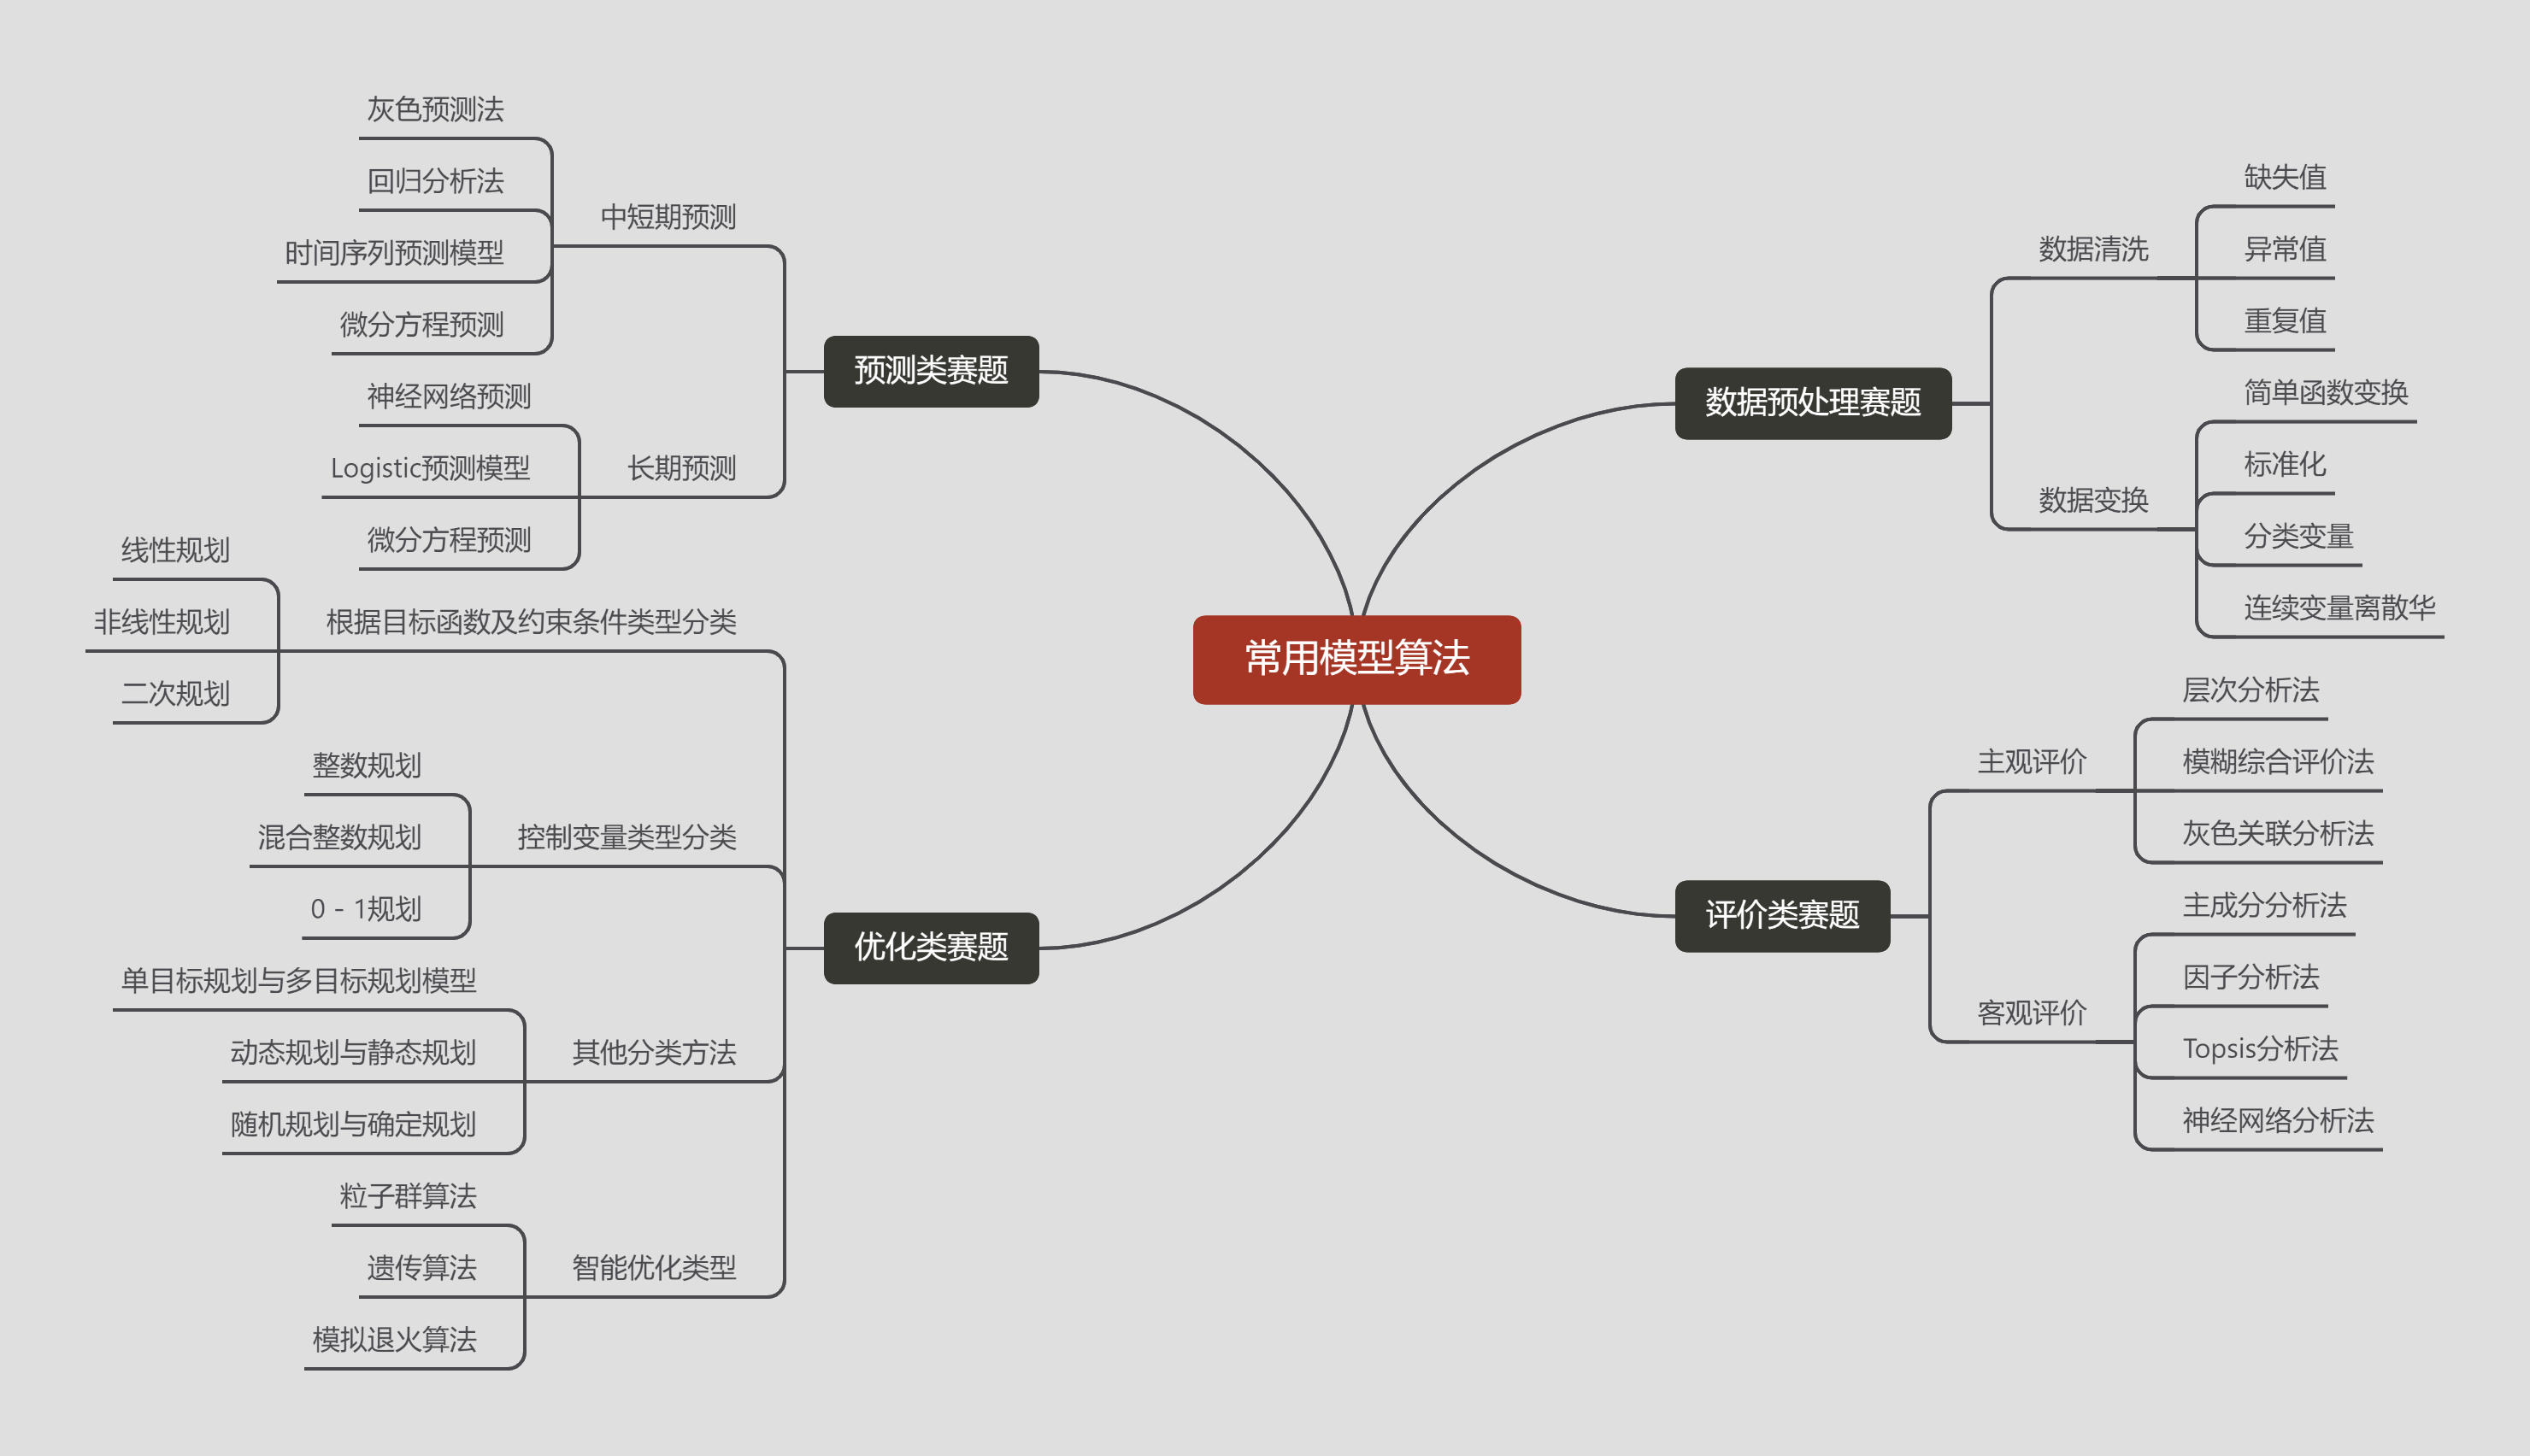 常用模型算法
预测类赛题
中短期预测
灰色预测法
回归分析法
时间序列预测模型
微分方程预测
长期预测
神经网络预测
Logistic预测模型
微分方程预测
优化类赛题
根据目标函数及约束条件类型分类
线性规划
非线性规划
二次规划
控制变量类型分类
整数规划
混合整数规划
0 - 1规划
其他分类方法
单目标规划与多目标规划模型
动态规划与静态规划
随机规划与确定规划
智能优化类型
粒子群算法
遗传算法
模拟退火算法
数据预处理赛题
数据清洗
缺失值
异常值
重复值
数据变换
简单函数变换
标准化
分类变量
连续变量离散华
评价类赛题
主观评价
层次分析法
模糊综合评价法
灰色关联分析法
客观评价
主成分分析法
因子分析法
Topsis分析法
神经网络分析法